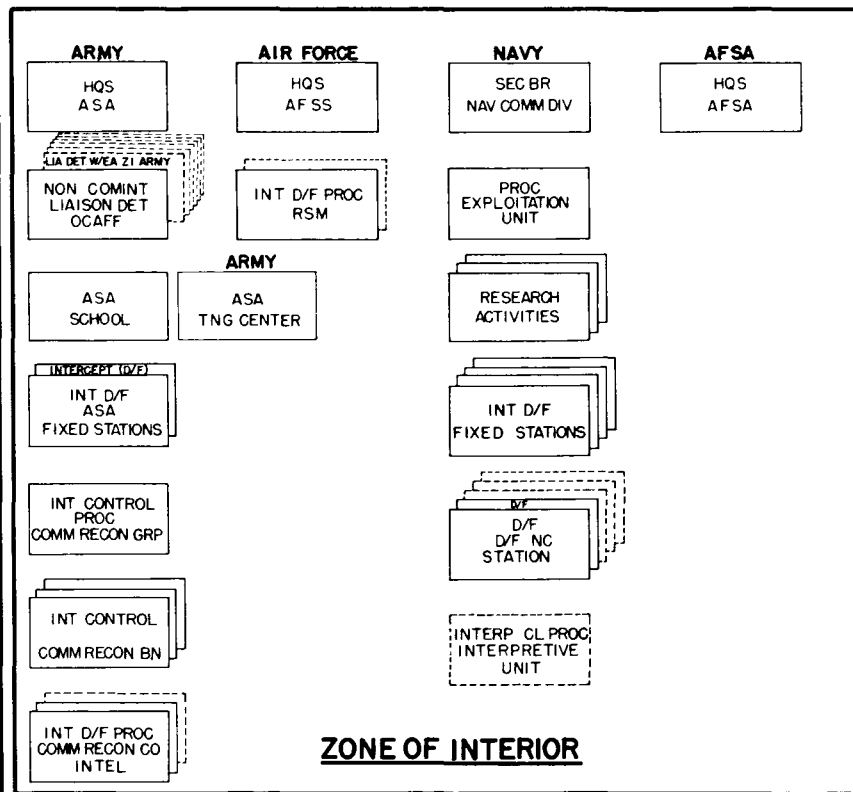 ARMY
HQS
ASA
LIA DET W/EA ZI ARMY
NON COMINT
LIAISON DET
OCAFF
ASA
SCHOOL
INTERCEPT (D/F)
INT D/F
ASA
FIXED STATIONS
INT CONTROL
PROC
COMM RECON GRP
INT CONTROL
COMM RECON BN
INT D/F PROC
COMM RECON CO
INTEL
AIR FORCE
HQS
AFSS
INT D/F PROC
RSM
ARMY
ASA
TNG CENTER
NAVY
SEC BR
NAV COMM DIV
PROC
EXPLOITATION
UNIT
RESEARCH
ACTIVITIES
INT D/F
FIXED STATIONS
D/F
D/F
D/F NC
STATION
INTERP CL PROC
INTERPRETIVE
UNIT
AFSA
HQS
AFSA
ZONE OF INTERIOR